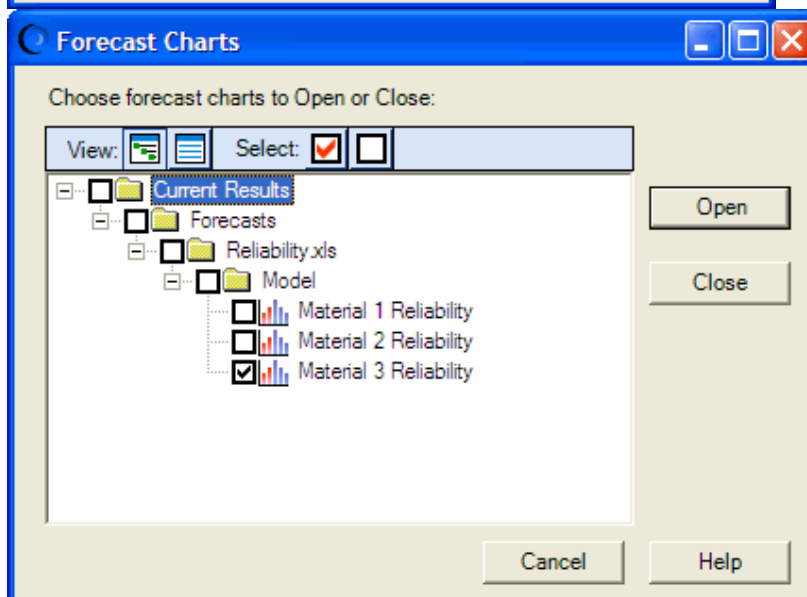 Forecast Charts
Choose forecast charts to Open or Close:
View: Select:
Current Results
Forecasts
Reliability.xls
Model
Material 1 Reliability
Material 2 Reliability
Material 3 Reliability
Open
Close
Cancel Help